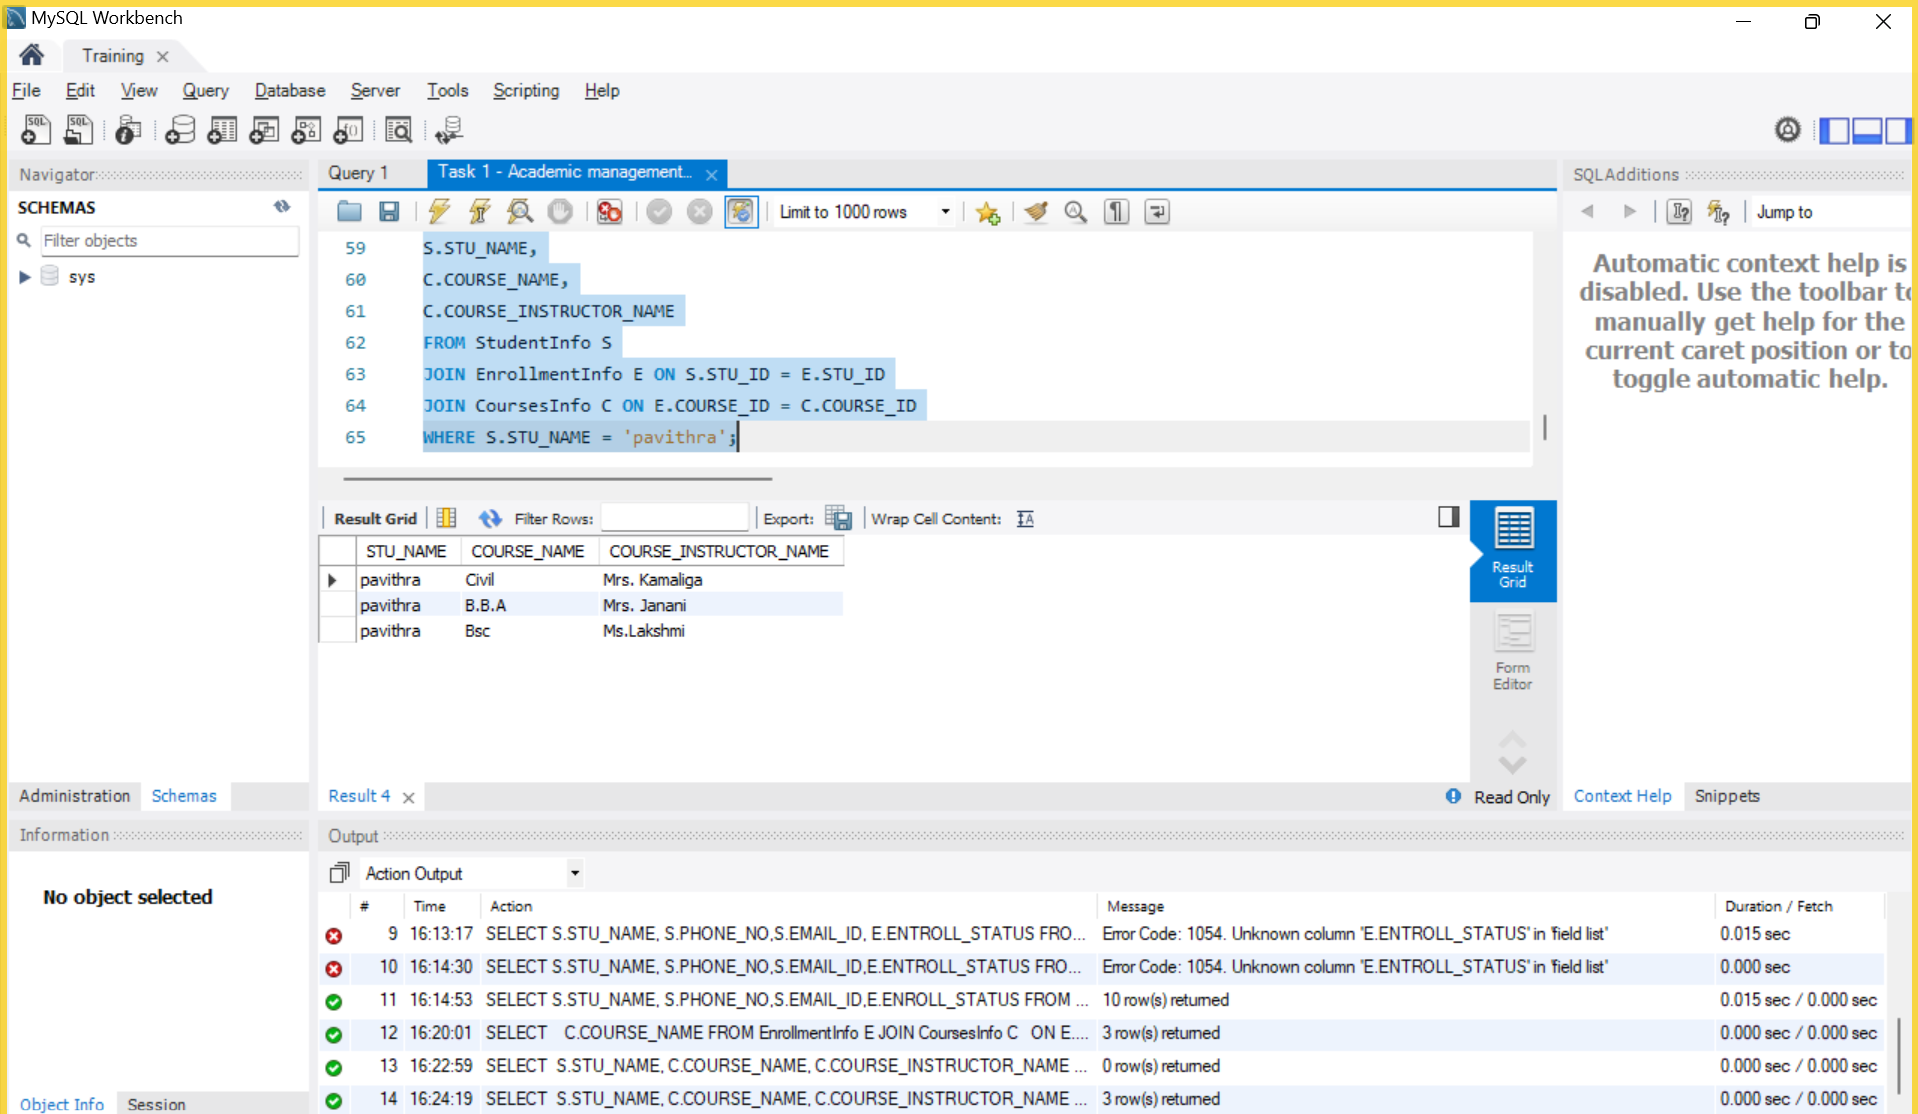 MySQL Workbench
Training
File Edit View Query Database Server Tools Scripting Help
Navigator
SCHEMAS
Filter objects
sys
Query 1
Task 1 - Academic management...
Limit to 1000 rows
59 S.STU_NAME,
60 C.COURSE_NAME,
61 C.COURSE_INSTRUCTOR_NAME
62 FROM StudentInfo S
63 JOIN EnrollmentInfo E ON S.STU_ID = E.STU_ID
64 JOIN CoursesInfo C ON E.COURSE_ID = C.COURSE_ID
65 WHERE S.STU_NAME = 'pavithra';
Result Grid Filter Rows: Export: Wrap Cell Content:
STU_NAME COURSE_NAME COURSE_INSTRUCTOR_NAME
pavithra Civil Mrs. Kamaliga
pavithra B.B.A Mrs. Janani
pavithra Bsc Ms.Lakshmi
Result
Grid
Form
Editor
Result 4
Read Only
SQLAdditions
Jump to
Automatic context help is
disabled. Use the toolbar to
manually get help for the
current caret position or to
toggle automatic help.
Context Help Snippets
Administration Schemas
Information
No object selected
Object Info Session
Output
Action Output
# Time Action Message Duration / Fetch
9 16:13:17 SELECT S.STU_NAME, S.PHONE_NO,S.EMAIL_ID, E.ENTROLL_STATUS FRO... Error Code: 1054. Unknown column 'E.ENTROLL_STATUS' in 'field list' 0.015 sec
10 16:14:30 SELECT S.STU_NAME, S.PHONE_NO,S.EMAIL_ID,E.ENTROLL_STATUS FRO... Error Code: 1054. Unknown column 'E.ENTROLL_STATUS' in 'field list' 0.000 sec
11 16:14:53 SELECT S.STU_NAME, S.PHONE_NO,S.EMAIL_ID,E.ENROLL_STATUS FROM ... 10 row(s) returned 0.015 sec / 0.000 sec
12 16:20:01 SELECT C.COURSE_NAME FROM EnrollmentInfo E JOIN CoursesInfo C ON E.... 3 row(s) returned 0.000 sec / 0.000 sec
13 16:22:59 SELECT S.STU_NAME, C.COURSE_NAME, C.COURSE_INSTRUCTOR_NAME ... 0 row(s) returned 0.000 sec / 0.000 sec
14 16:24:19 SELECT S.STU_NAME, C.COURSE_NAME, C.COURSE_INSTRUCTOR_NAME ... 3 row(s) returned 0.000 sec / 0.000 sec